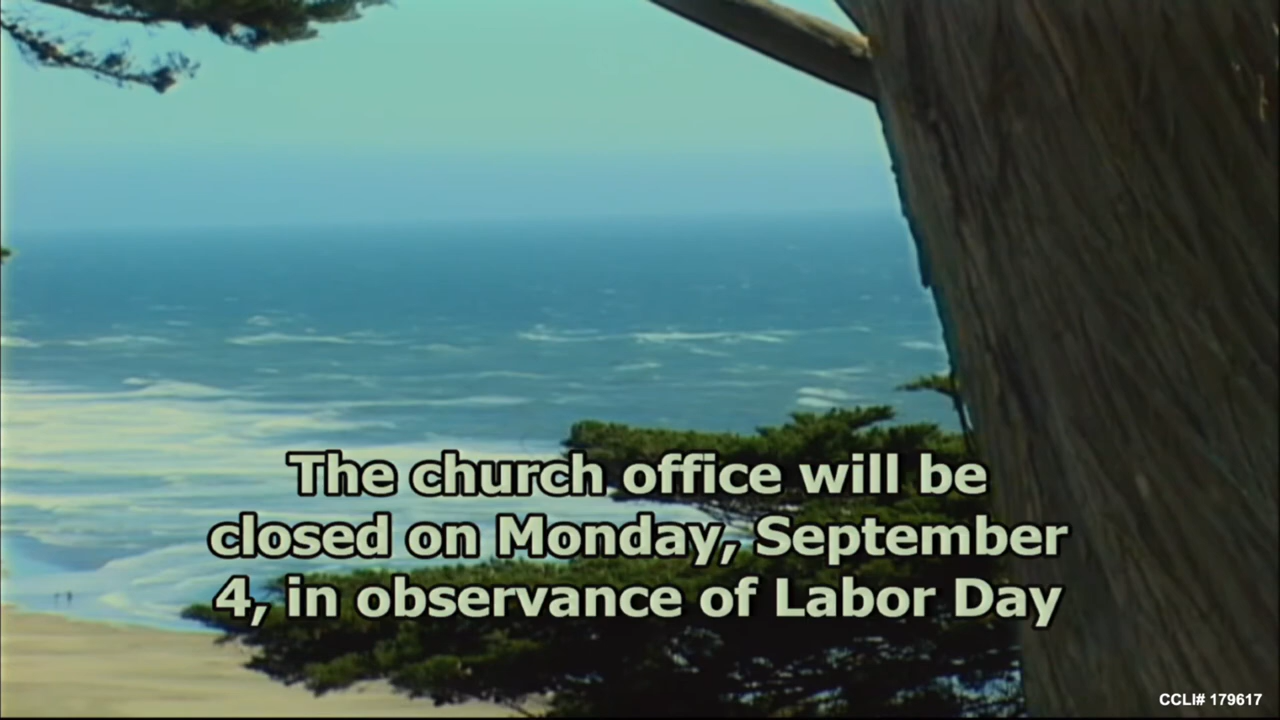 The church office will be
closed on Monday, September
4, in observance of Labor Day
CCLI# 179617